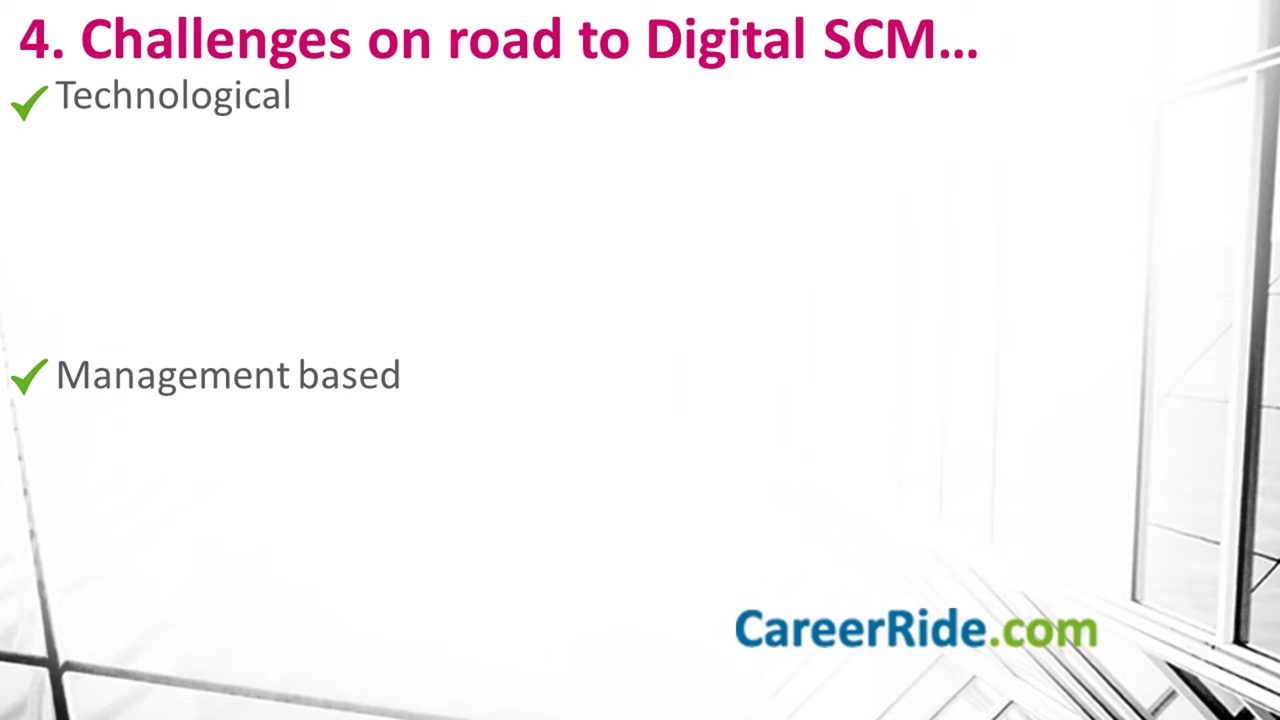 4. Challenges on road to Digital SCM...
Technological
Management based
CareerRide.com